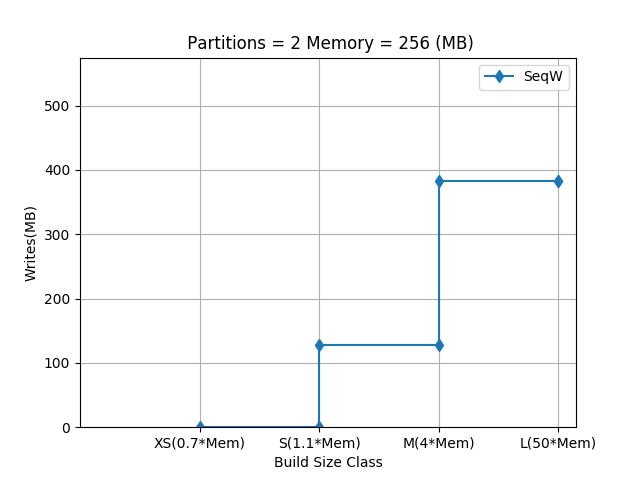 Partitions = 2 Memory = 256 (MB)
SeqW
500
400
300
200
100
0
Writes(MB)
XS(0.7*Mem) S(1.1*Mem) M(4*Mem) L(50*Mem)
Build Size Class